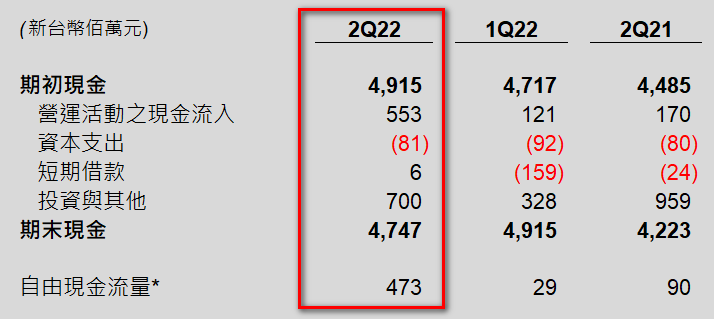 (新台幣佰萬元) 2Q22 1Q22 2Q21
期初現金 4,915 4,717 4,485
營運活動之現金流入 553 121 170
資本支出 (81) (92) (80)
短期借款 6 (159) (24)
投資與其他 700 328 959
期末現金 4,747 4,915 4,223
自由現金流量* 473 29 90